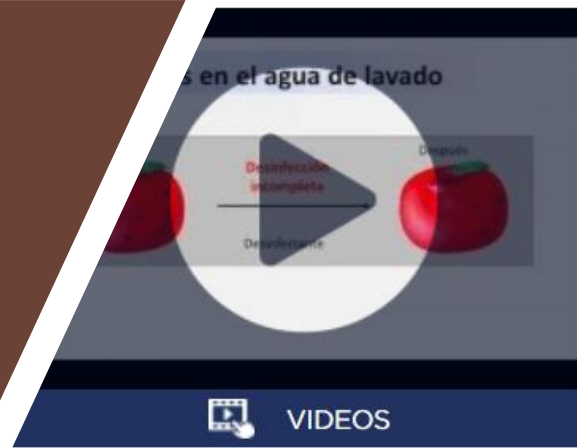 s en el agua de lavado
Después
Desinfección
incompleta
Desinfectante
VIDEOS